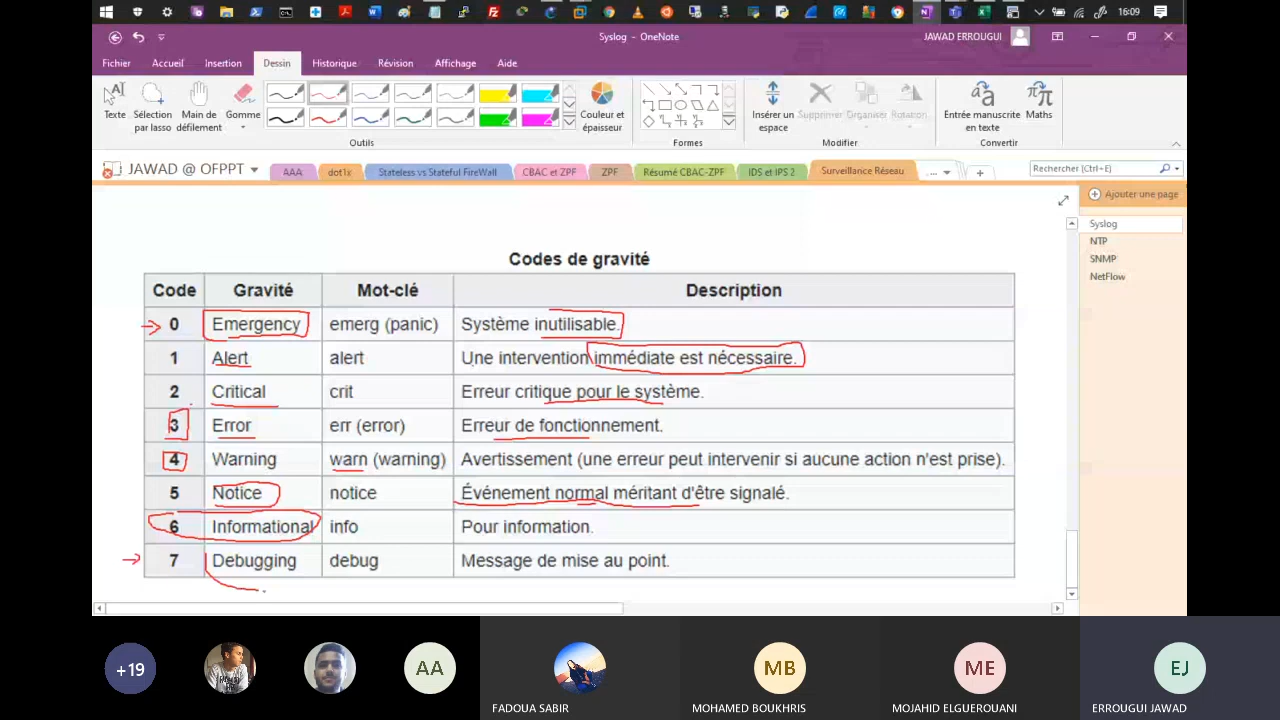 16:09
Syslog - OneNote
JAWAD ERROUGUI
Fichier Accueil Insertion Dessin Historique Révision Affichage Aide
Texte Sélection par lasso Main de défilement Gomme Couleur et épaisseur Insérer un espace Supprimer Organiser Rotation Entrée manuscrite en texte Maths
Outils Formes Modifier Convertir
JAWAD @ OFPPT AAA dot1x Stateless vs Stateful FireWall CBAC et ZPF ZPF Résumé CBAC-ZPF IDS et IPS 2 Surveillance Réseau ... Rechercher (Ctrl+E)
Ajouter une page
Syslog
NTP
SNMP
NetFlow
Codes de gravité
Code Gravité Mot-clé Description
0 Emergency emerg (panic) Système inutilisable.
1 Alert alert Une intervention immédiate est nécessaire.
2 Critical crit Erreur critique pour le système.
3 Error err (error) Erreur de fonctionnement.
4 Warning warn (warning) Avertissement (une erreur peut intervenir si aucune action n'est prise).
5 Notice notice Événement normal méritant d'être signalé.
6 Informational info Pour information.
7 Debugging debug Message de mise au point.
+19 AA MB ME EJ
FADOUA SABIR MOHAMED BOUKHRIS MOJAHID ELGUEROUANI ERROUGUI JAWAD